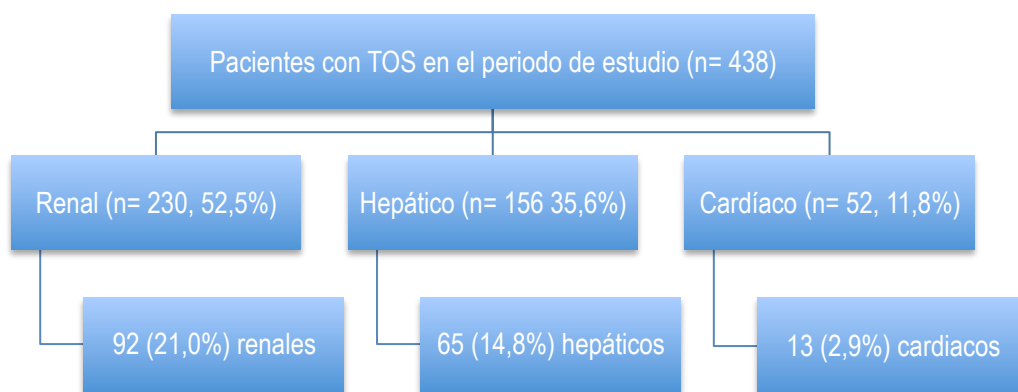 Pacientes con TOS en el periodo de estudio (n= 438)
Renal (n= 230, 52,5%)
Hepático (n= 156 35,6%)
Cardíaco (n= 52, 11,8%)
92 (21,0%) renales
65 (14,8%) hepáticos
13 (2,9%) cardiacos